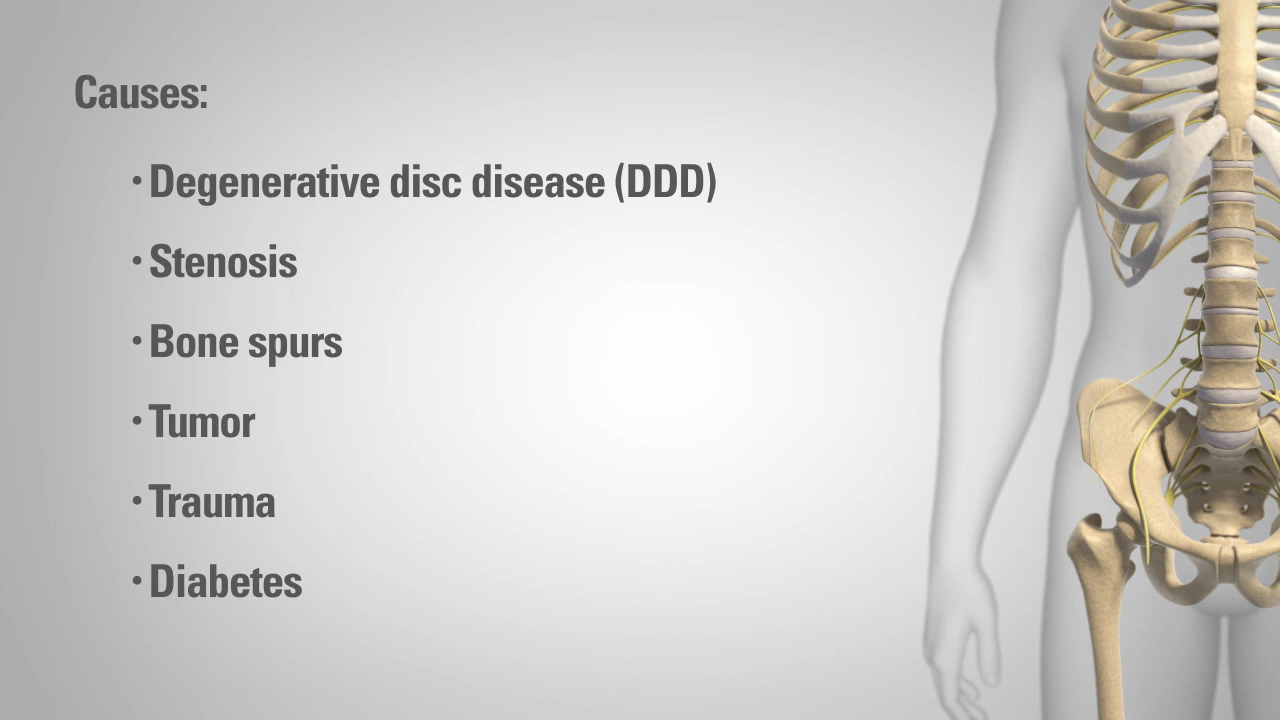 Causes:
• Degenerative disc disease (DDD)
• Stenosis
• Bone spurs
• Tumor
• Trauma
• Diabetes